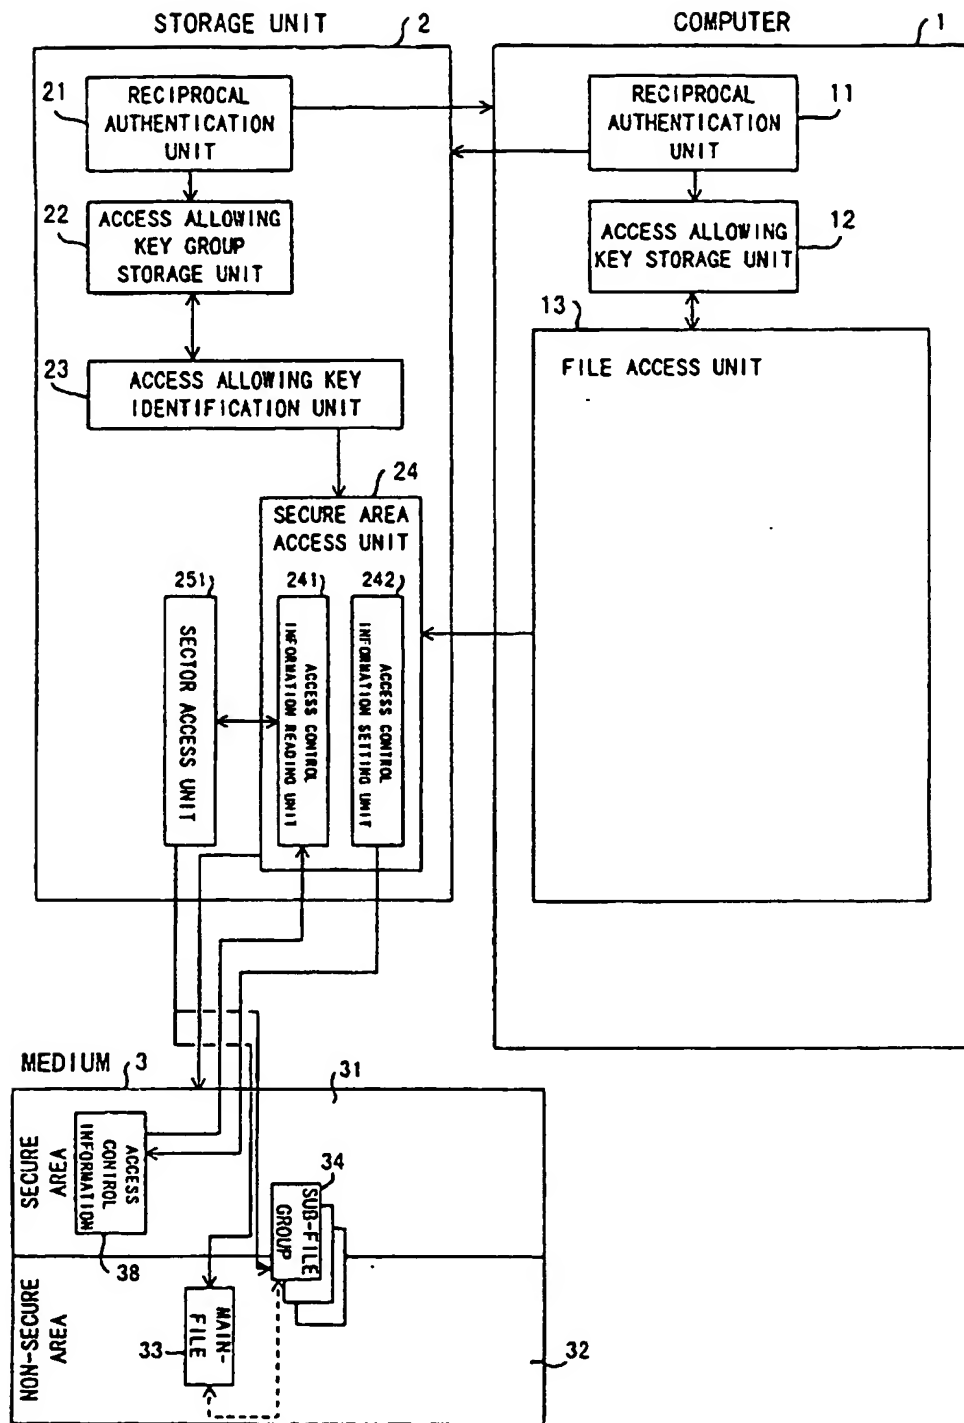 STORAGE UNIT
2
COMPUTER
1
21
RECIPROCAL
AUTHENTICATION
UNIT
RECIPROCAL
AUTHENTICATION
UNIT
11
22
ACCESS ALLOWING
KEY GROUP
STORAGE UNIT
ACCESS ALLOWING
KEY STORAGE UNIT
12
13
FILE ACCESS UNIT
23
ACCESS ALLOWING KEY
IDENTIFICATION UNIT
24
SECURE AREA
ACCESS UNIT
251
241
242
SECTOR ACCESS UNIT
ACCESS CONTROL
INFORMATION READING UNIT
ACCESS CONTROL
INFORMATION SETTING UNIT
MEDIUM
3
31
SECURE
AREA
ACCESS
CONTROL
INFORMATION
38
34
SUB-FILE
GROUP
NON-SECURE
AREA
MAIN-
FILE
33
32